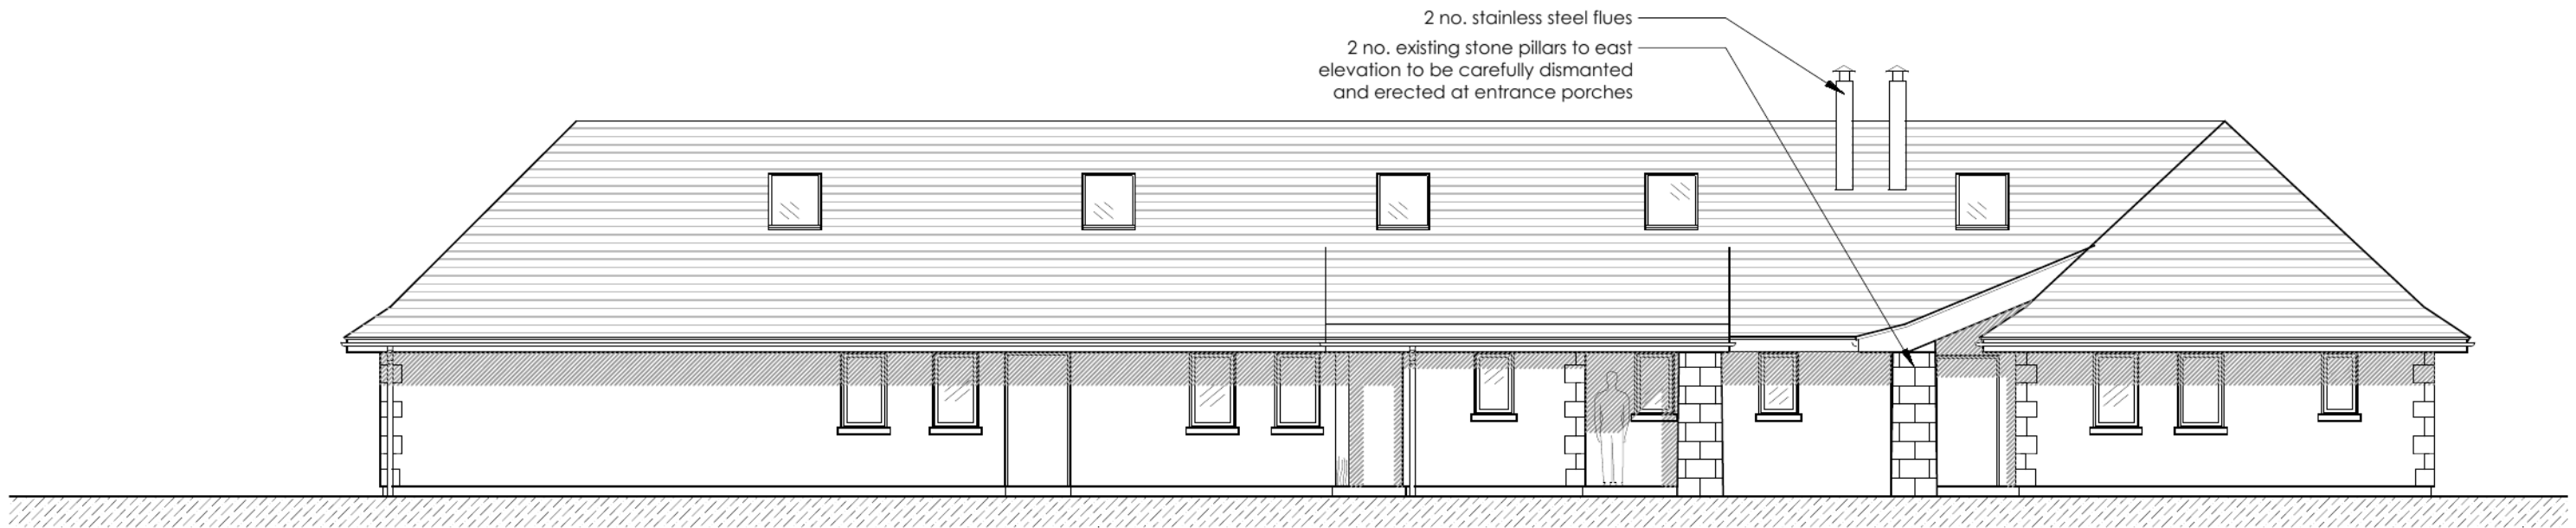 2 no. stainless steel flues
2 no. existing stone pillars to east
elevation to be carefully dismanted
and erected at entrance porches